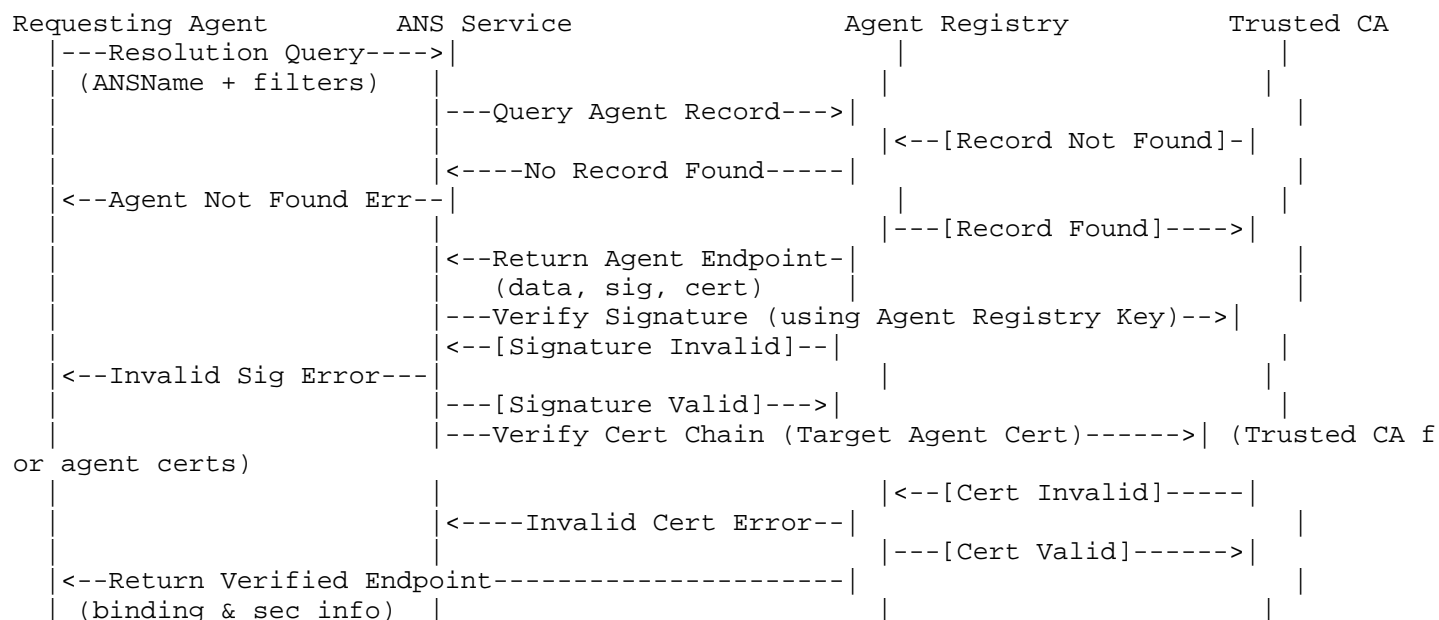 Requesting Agent        ANS Service                 Agent Registry          Trusted CA
  |---Resolution Query---->|                            |                        |
  | (ANSName + filters)   |                            |                       |
  |                       |---Query Agent Record--->|                            |
  |                       |                            |<--[Record Not Found]-|
  |                       |<----No Record Found-----|                            |
  |<--Agent Not Found Err--|                            |                        |
  |                       |                            |---[Record Found]---->|
  |                       |<--Return Agent Endpoint-|                            |
  |                       |   (data, sig, cert)     |                            |
  |                       |---Verify Signature (using Agent Registry Key)-->|
  |                       |<--[Signature Invalid]--|                            |
  |<--Invalid Sig Error---|                            |                       |
  |                       |---[Signature Valid]--->|                            |
  |                       |---Verify Cert Chain (Target Agent Cert)------>| (Trusted CA f
or agent certs)
  |                       |                            |<--[Cert Invalid]-----|
  |                       |<----Invalid Cert Error--|                            |
  |                       |                            |---[Cert Valid]------>|
  |<--Return Verified Endpoint----------------------|                            |
  | (binding & sec info)  |                            |                       |